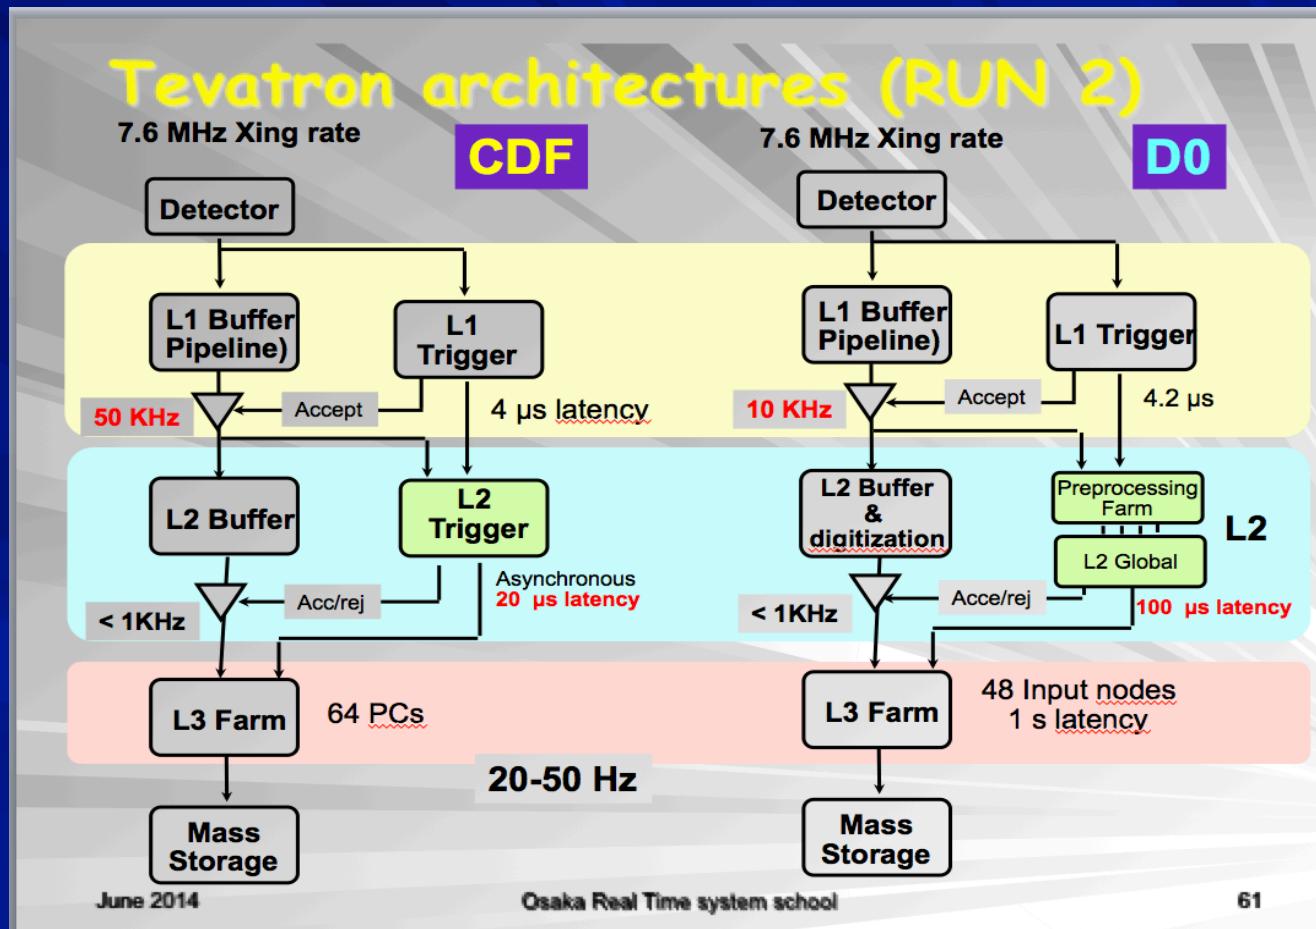 Tevatron architectures (RUN 2)
7.6 MHz Xing rate
CDF
Detector
L1 Buffer
Pipeline)
L1
Trigger
50 KHz
Accept
4 µs latency
L2 Buffer
L2
Trigger
Asynchronous
20 µs latency
Acc/rej
< 1KHz
L3 Farm
64 PCs
Mass
Storage
7.6 MHz Xing rate
D0
Detector
L1 Buffer
Pipeline)
L1 Trigger
10 KHz
Accept
4.2 µs
L2 Buffer
&
digitization
Preprocessing
Farm
L2
L2 Global
Acce/rej
100 µs latency
< 1KHz
L3 Farm
48 Input nodes
1 s latency
20-50 Hz
Mass
Storage
June 2014
Osaka Real Time system school
61